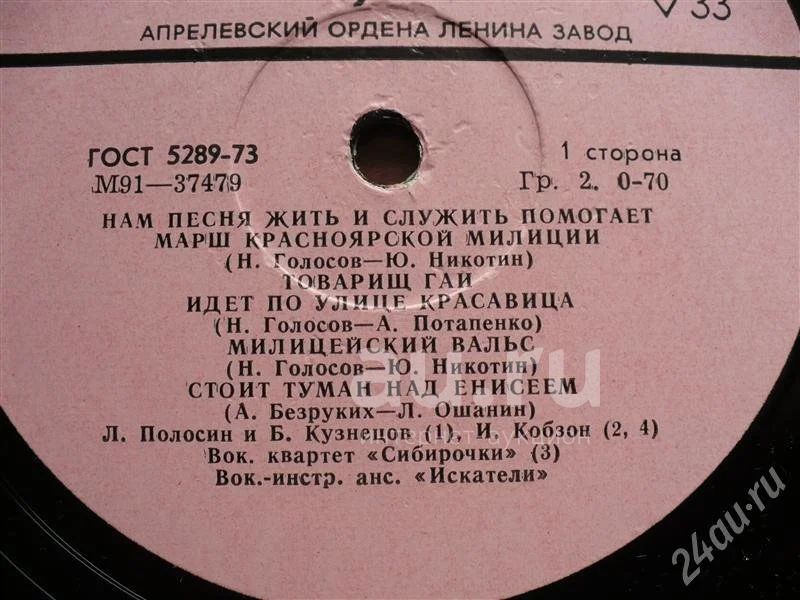 V 33
АПРЕЛЕВСКИЙ ОРДЕНА ЛЕНИНА ЗАВОД
ГОСТ 5289-73
1 сторона
М91—37479
Гр. 2. 0-70
НАМ ПЕСНЯ ЖИТЬ И СЛУЖИТЬ ПОМОГАЕТ
МАРШ КРАСНОЯРСКОЙ МИЛИЦИИ
(Н. Голосов—Ю. Никотин)
ТОВАРИЩ ГАИ
ИДЕТ ПО УЛИЦЕ КРАСАВИЦА
(Н. Голосов—А. Потапенко)
МИЛИЦЕЙСКИЙ ВАЛЬС
(Н. Голосов—Ю. Никотин)
СТОИТ ТУМАН НАД ЕНИСЕЕМ
(А. Безруких—Л. Ошанин)
Л. Полосин и Б. Кузнецов (1), И. Кобзон (2, 4)
Вок. квартет «Сибирочки» (3)
Вок.-инстр. анс. «Искатели»
au.ru
24au.ru